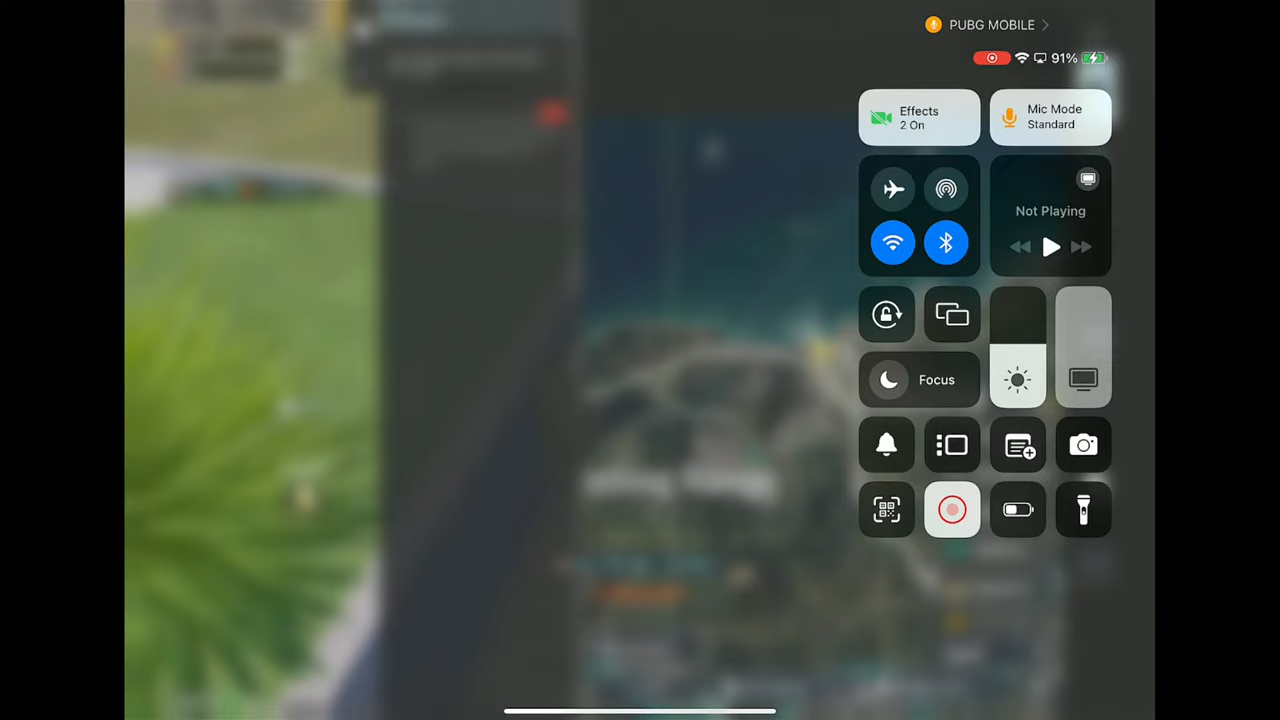 PUBG MOBILE
91%
Effects
2 On
Mic Mode
Standard
Not Playing
Focus